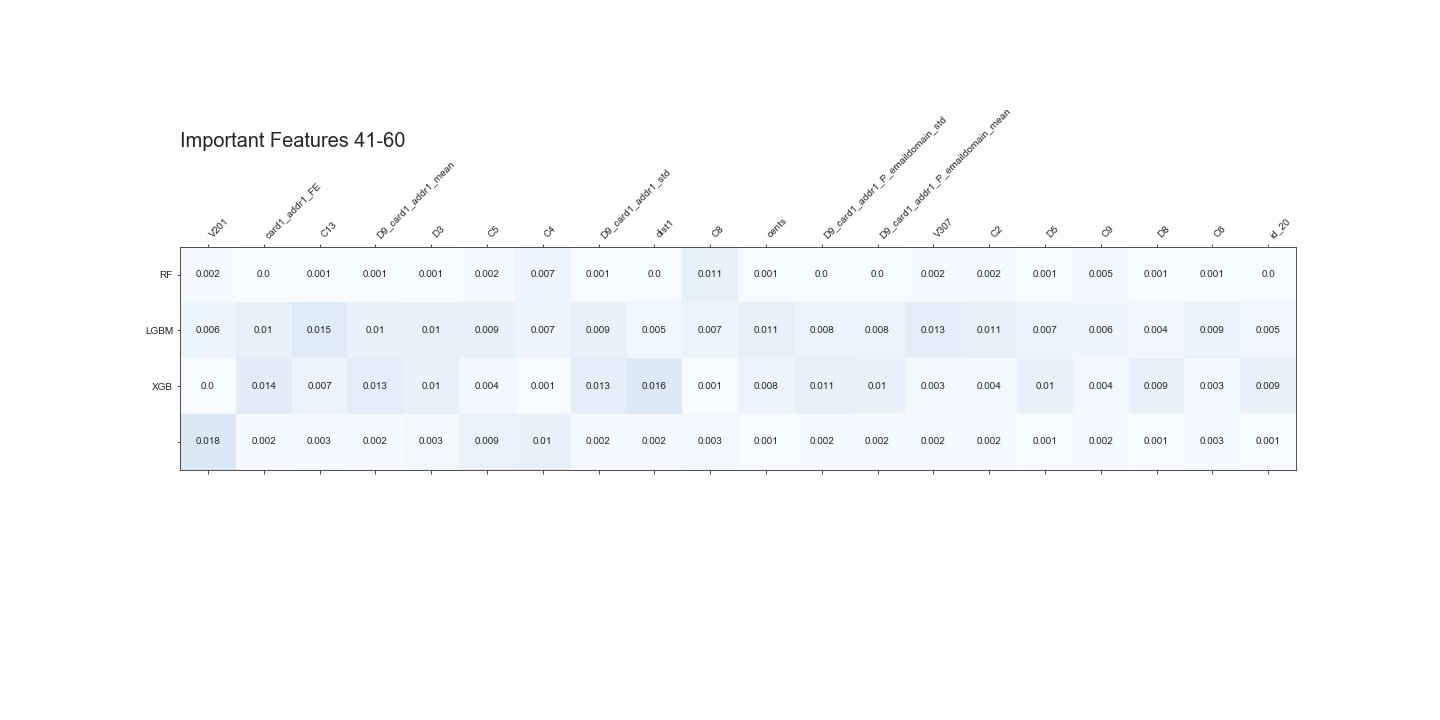 Important Features 41-60
V201 card1_addr1_FE C13 D9_card1_addr1_mean D3 C5 C4 D9_card1_addr1_std dist1 C8 cents D9_card1_addr1_P_emaildomain_std D9_card1_addr1_P_emaildomain_mean V307 C2 D5 C9 D8 C6 id_20
RF 0.002 0.0 0.001 0.001 0.001 0.002 0.007 0.001 0.0 0.011 0.001 0.0 0.0 0.002 0.002 0.001 0.005 0.001 0.001 0.0
LGBM 0.006 0.01 0.015 0.01 0.01 0.009 0.007 0.009 0.005 0.007 0.011 0.008 0.008 0.013 0.011 0.007 0.006 0.004 0.009 0.005
XGB 0.0 0.014 0.007 0.013 0.01 0.004 0.001 0.013 0.016 0.001 0.008 0.011 0.01 0.003 0.004 0.01 0.004 0.009 0.003 0.009
0.018 0.002 0.003 0.002 0.003 0.009 0.01 0.002 0.002 0.003 0.001 0.002 0.002 0.002 0.002 0.001 0.002 0.001 0.003 0.001